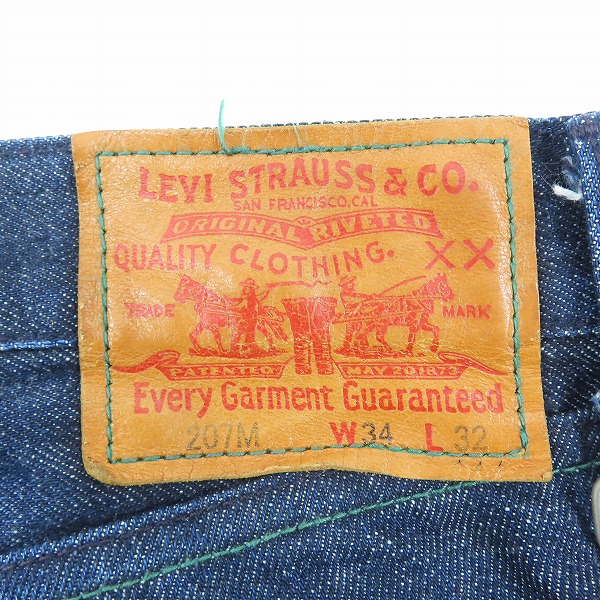 LEVI STRAUSS & CO.
SAN FRANCISCO, CAL
ORIGINAL RIVETED
QUALITY CLOTHING. XX
TRADE MARK
PATENTED MAY 20 1873
Every Garment Guaranteed
207M W34 L 32